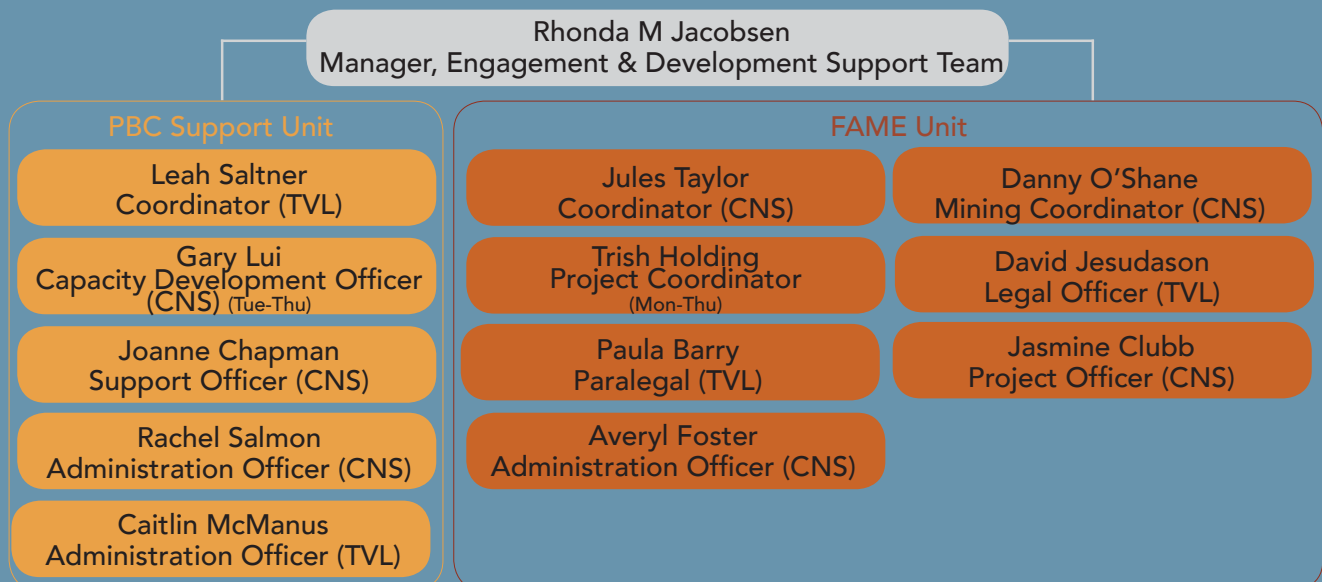 Rhonda M Jacobsen
Manager, Engagement & Development Support Team
PBC Support Unit
Leah Saltner
Coordinator (TVL)
Gary Lui
Capacity Development Officer
(CNS) (Tue-Thu)
Joanne Chapman
Support Officer (CNS)
Rachel Salmon
Administration Officer (CNS)
Caitlin McManus
Administration Officer (TVL)
FAME Unit
Jules Taylor
Coordinator (CNS)
Trish Holding
Project Coordinator
(Mon-Thu)
Paula Barry
Paralegal (TVL)
Averyl Foster
Administration Officer (CNS)
Danny O’Shane
Mining Coordinator (CNS)
David Jesudason
Legal Officer (TVL)
Jasmine Clubb
Project Officer (CNS)